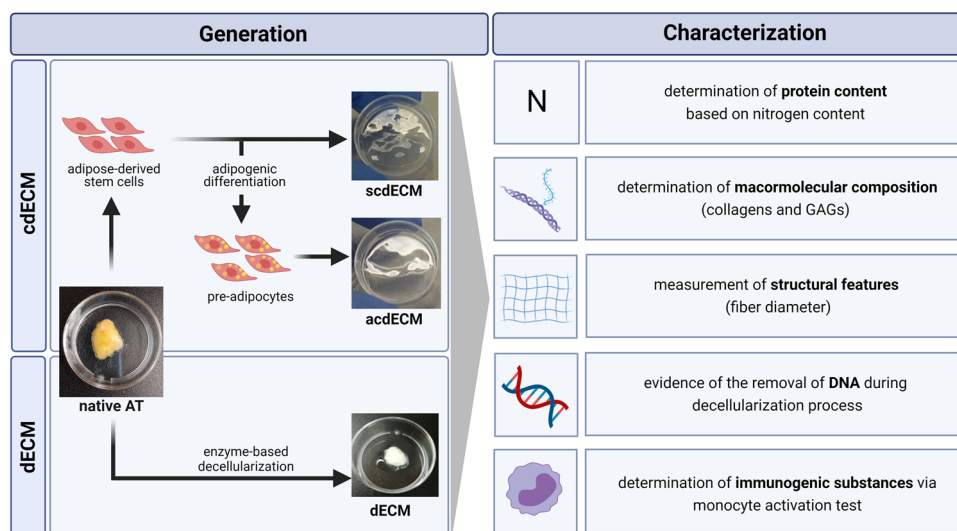 Generation
Characterization
cdECM
adipose-derived
stem cells
adipogenic
differentiation
scdECM
pre-adipocytes
acdECM
native AT
dECM
enzyme-based
decellularization
dECM
N
determination of protein content
based on nitrogen content
determination of macormolecular composition
(collagens and GAGs)
measurement of structural features
(fiber diameter)
evidence of the removal of DNA during
decellularization process
determination of immunogenic substances via
monocyte activation test